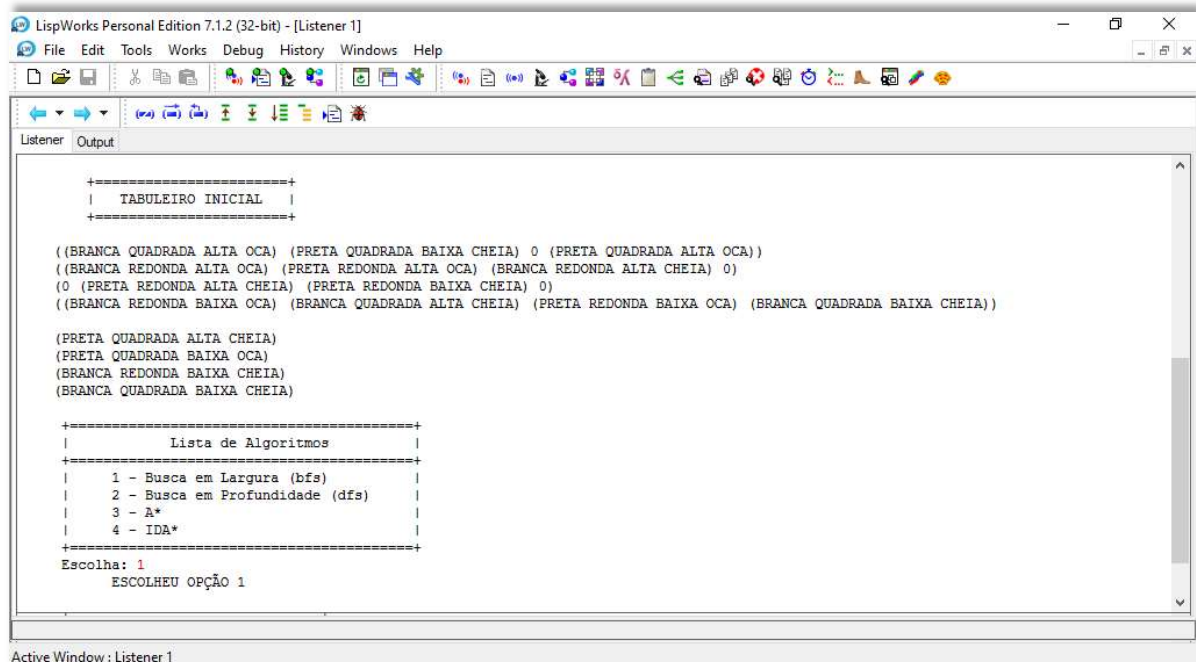 LispWorks Personal Edition 7.1.2 (32-bit) - [Listener 1]
File Edit Tools Works Debug History Windows Help
Listener Output
+=======================+
| TABULEIRO INICIAL |
+=======================+
((BRANCA QUADRADA ALTA OCA) (PRETA QUADRADA BAIXA CHEIA) 0 (PRETA QUADRADA ALTA OCA))
((BRANCA REDONDA ALTA OCA) (PRETA REDONDA ALTA OCA) (BRANCA REDONDA ALTA CHEIA) 0)
(0 (PRETA REDONDA ALTA CHEIA) (PRETA REDONDA BAIXA CHEIA) 0)
((BRANCA REDONDA BAIXA OCA) (BRANCA QUADRADA ALTA CHEIA) (PRETA REDONDA BAIXA OCA) (BRANCA QUADRADA BAIXA CHEIA))
(PRETA QUADRADA ALTA CHEIA)
(PRETA QUADRADA BAIXA OCA)
(BRANCA REDONDA BAIXA CHEIA)
(BRANCA QUADRADA BAIXA CHEIA)
+=========================================+
| Lista de Algoritmos |
+=========================================+
| 1 - Busca em Largura (bfs) |
| 2 - Busca em Profundidade (dfs) |
| 3 - A* |
| 4 - IDA* |
+=========================================+
Escolha: 1
ESCOLHEU OPÇÃO 1
Active Window : Listener 1